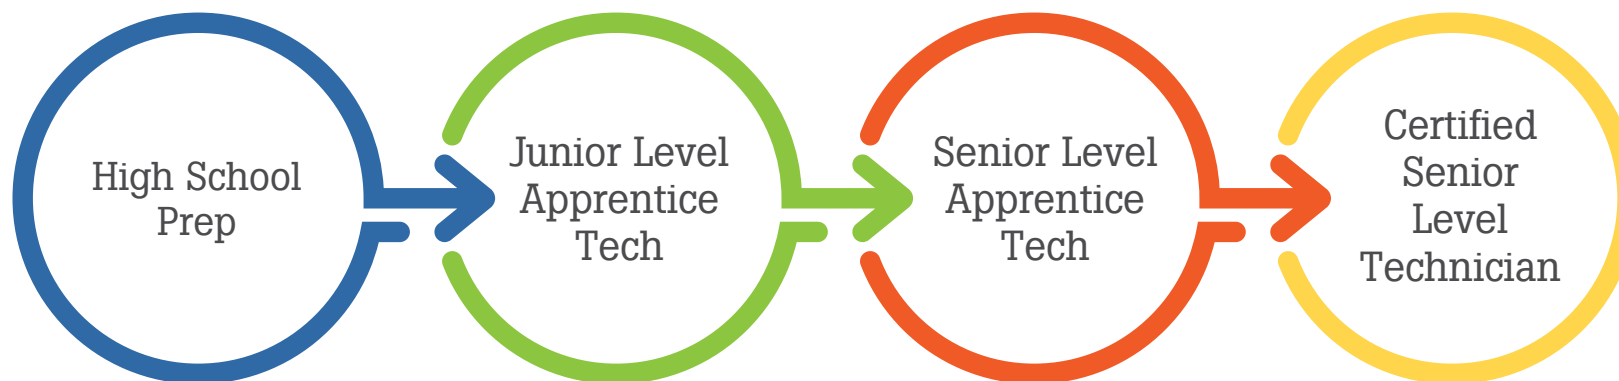 High School
Prep
Junior Level
Apprentice
Tech
Senior Level
Apprentice
Tech
Certified
Senior
Level
Technician